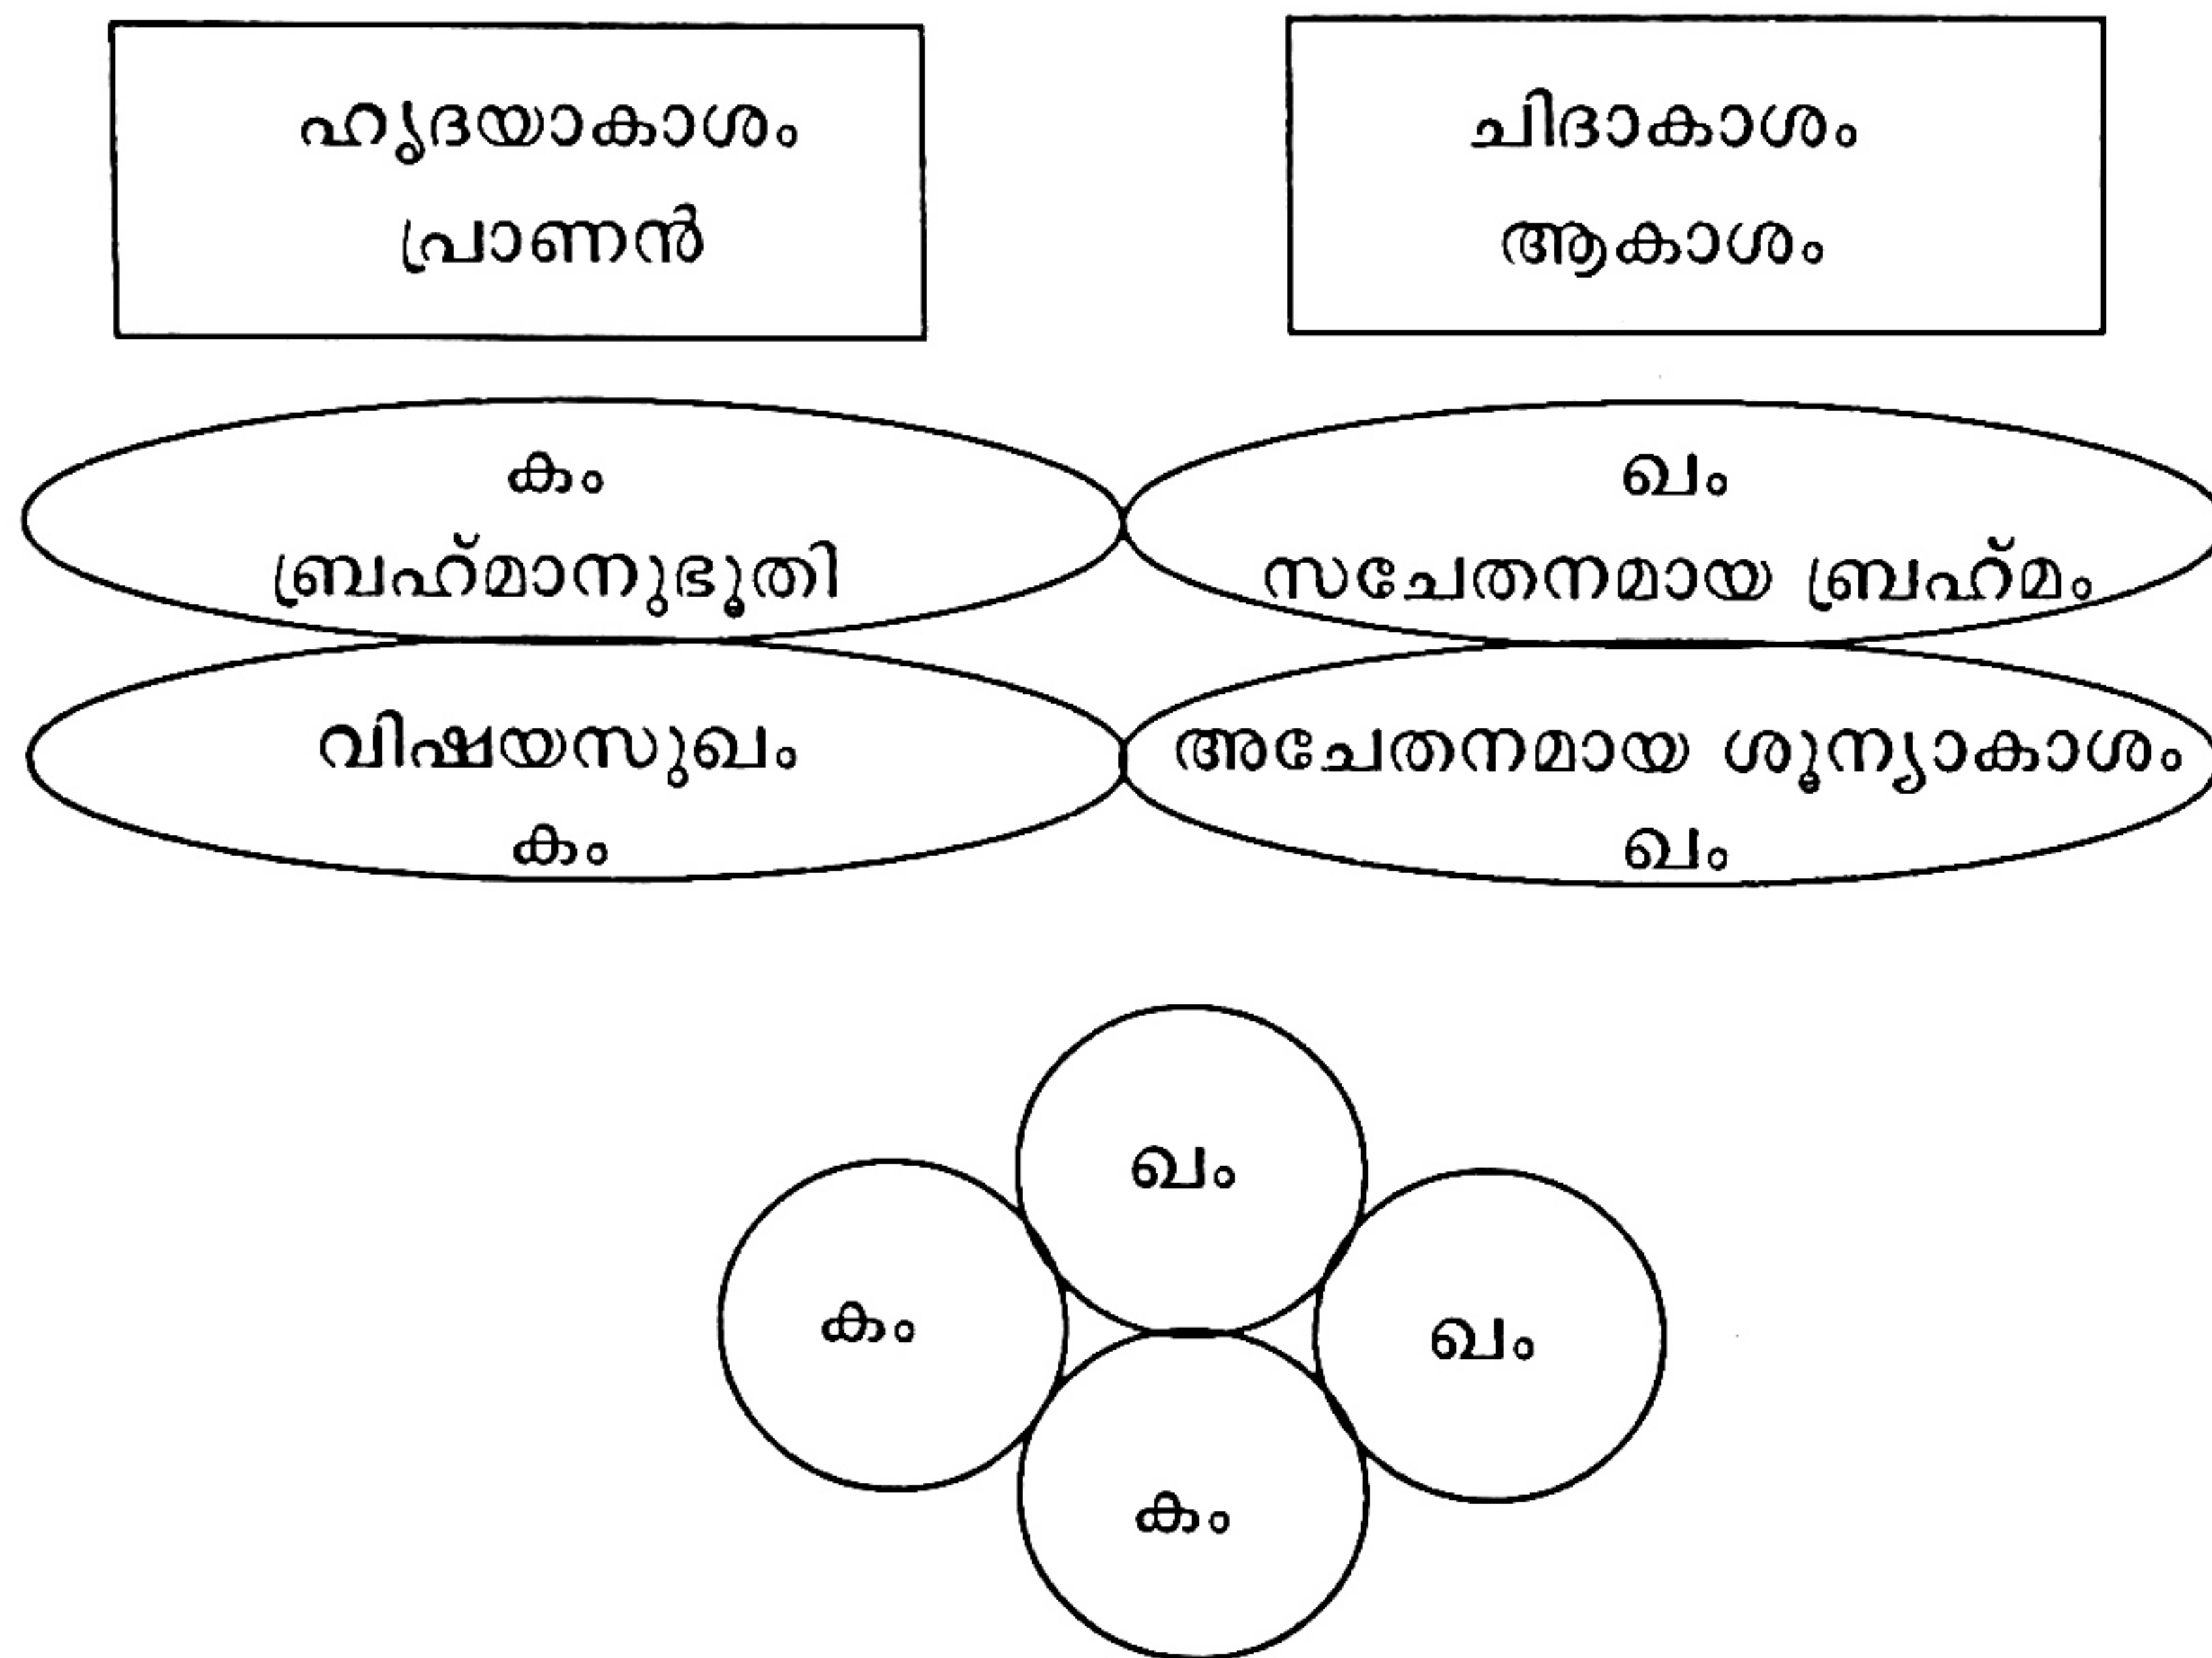 ഹൃദയാകാശം
പ്രാണൻ
ചിദാകാശം
ആകാശം
കം
ബ്രഹ്‌മാനുഭൂതി
ഖം
സചേതനമായ ബ്രഹ്‌മം
വിഷയസുഖം
കം
അചേതനമായ ശൂന്യാകാശം
ഖം
ഖം
കം
ഖം
കം